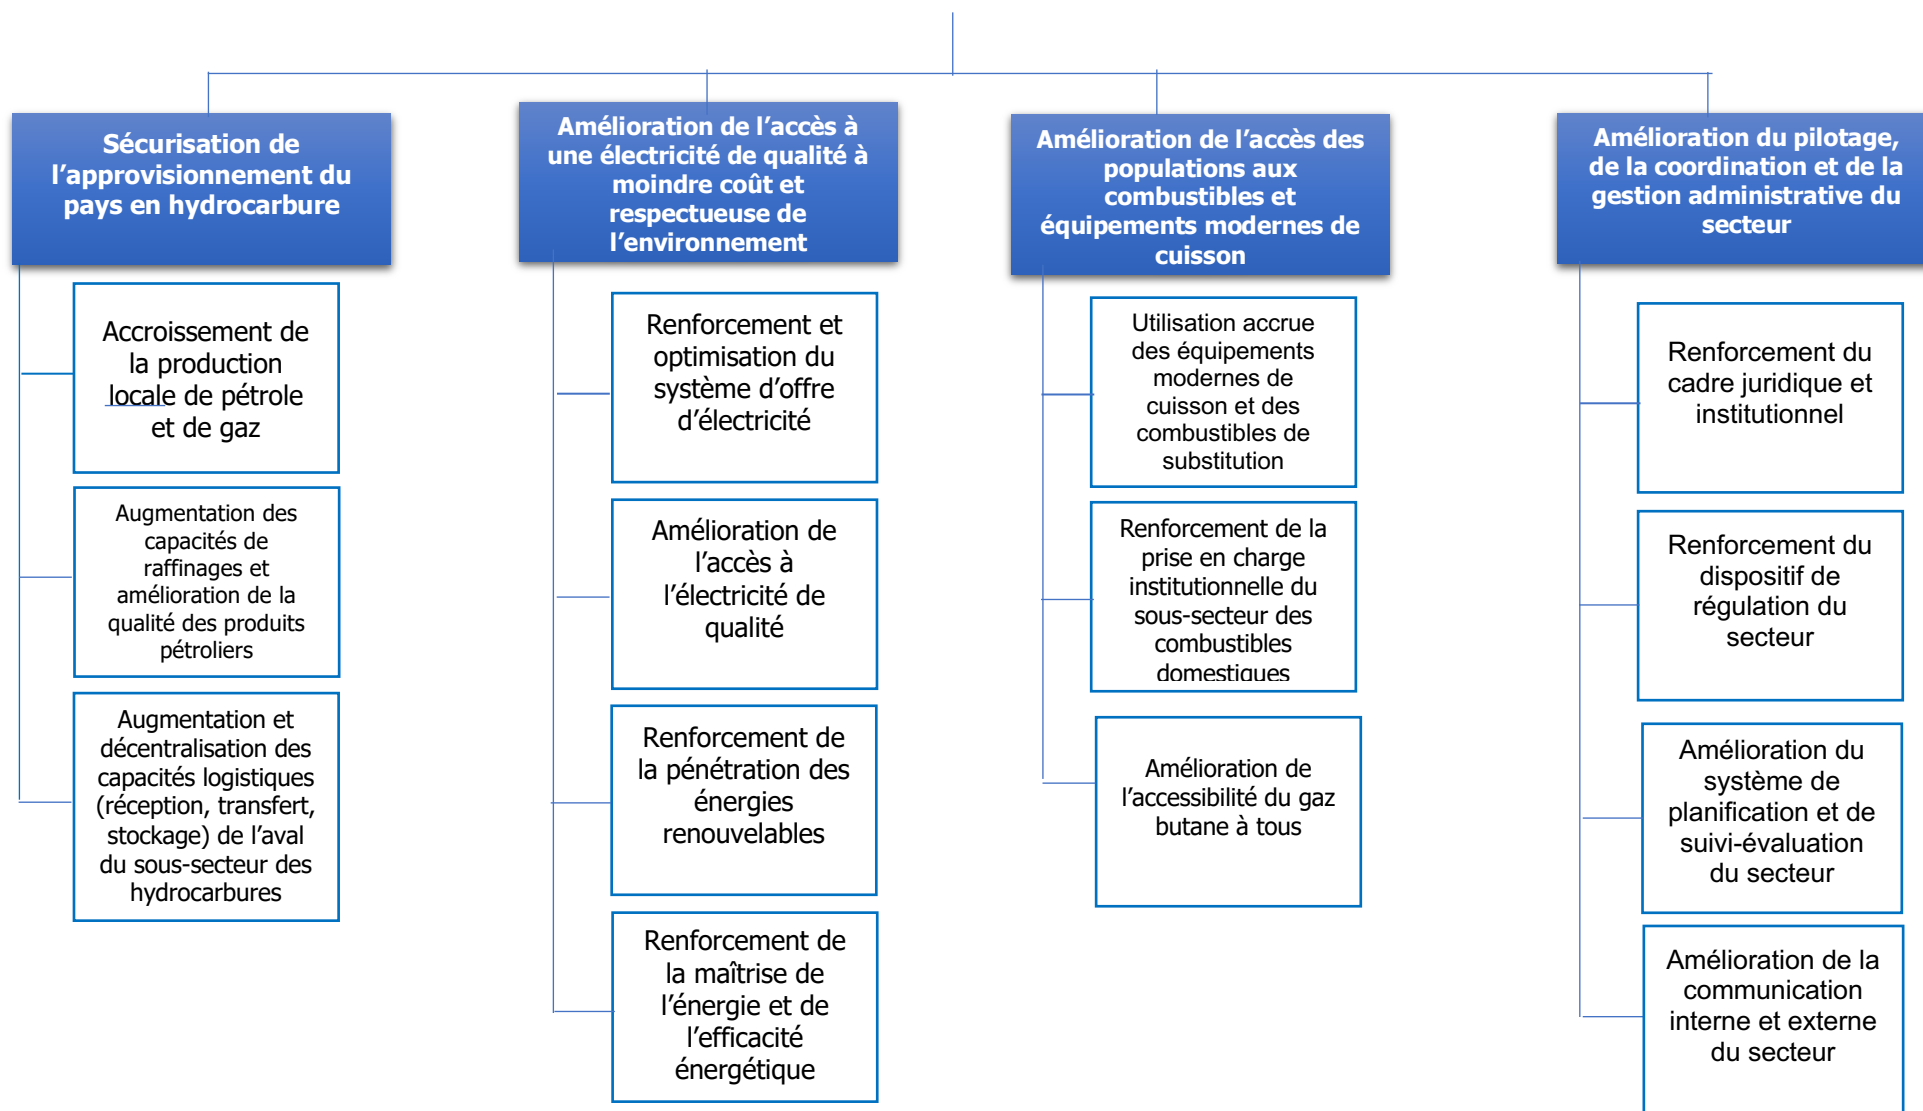 Sécurisation de
l’approvisionnement du
pays en hydrocarbure
Accroissement de
la production
locale de pétrole
et de gaz
Augmentation des
capacités de
raffinages et
amélioration de la
qualité des produits
pétroliers
Augmentation et
décentralisation des
capacités logistiques
(réception, transfert,
stockage) de l’aval
du sous-secteur des
hydrocarbures
Amélioration de l’accès à
une électricité de qualité à
moindre coût et
respectueuse de
l’environnement
Renforcement et
optimisation du
système d’offre
d’électricité
Amélioration de
l’accès à
l’électricité de
qualité
Renforcement de
la pénétration des
énergies
renouvelables
Renforcement de
la maîtrise de
l’énergie et de
l’efficacité
énergétique
Amélioration de l’accès des
populations aux
combustibles et
équipements modernes de
cuisson
Utilisation accrue
des équipements
modernes de
cuisson et des
combustibles de
substitution
Renforcement de la
prise en charge
institutionnelle du
sous-secteur des
combustibles
domestiques
Amélioration de
l’accessibilité du gaz
butane à tous
Amélioration du pilotage,
de la coordination et de la
gestion administrative du
secteur
Renforcement du
cadre juridique et
institutionnel
Renforcement du
dispositif de
régulation du
secteur
Amélioration du
système de
planification et de
suivi-évaluation
du secteur
Amélioration de la
communication
interne et externe
du secteur